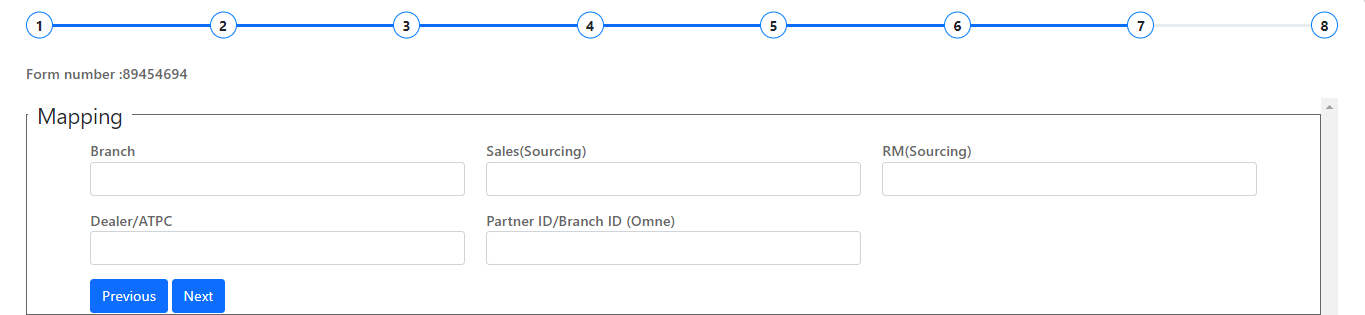 1 2 3 4 5 6 7 8
Form number :89454694
Mapping
Branch Sales(Sourcing) RM(Sourcing)
Dealer/ATPC Partner ID/Branch ID (Omne)
Previous Next